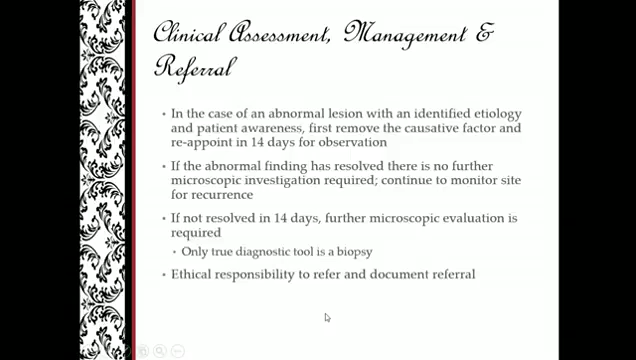 Clinical Assessment, Management &
Referral
• In the case of an abnormal lesion with an identified etiology
and patient awareness, first remove the causative factor and
re-appoint in 14 days for observation
• If the abnormal finding has resolved there is no further
microscopic investigation required; continue to monitor site
for recurrence
• If not resolved in 14 days, further microscopic evaluation is
required
• Only true diagnostic tool is a biopsy
• Ethical responsibility to refer and document referral